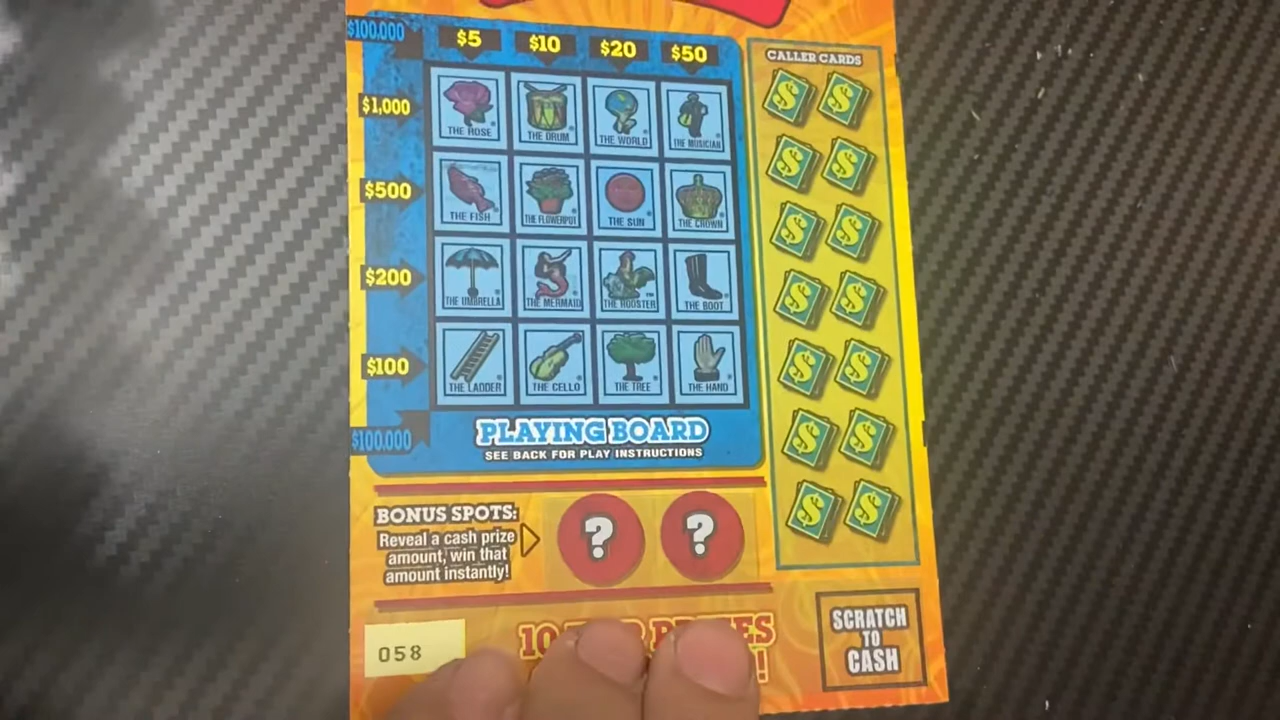 $100,000
$5 $10 $20 $50
CALLER CARDS
$1,000
THE ROSE THE DRUM THE WORLD THE MUSICIAN
$500
THE FISH THE FLOWERPOT THE SUN THE CROWN
$200
THE UMBRELLA THE MERMAID THE ROOSTER THE BOOT
$100
THE LADDER THE CELLO THE TREE THE HAND
$100,000
PLAYING BOARD
SEE BACK FOR PLAY INSTRUCTIONS
BONUS SPOTS:
Reveal a cash prize
amount, win that
amount instantly!
? ?
058
SCRATCH
TO
CASH